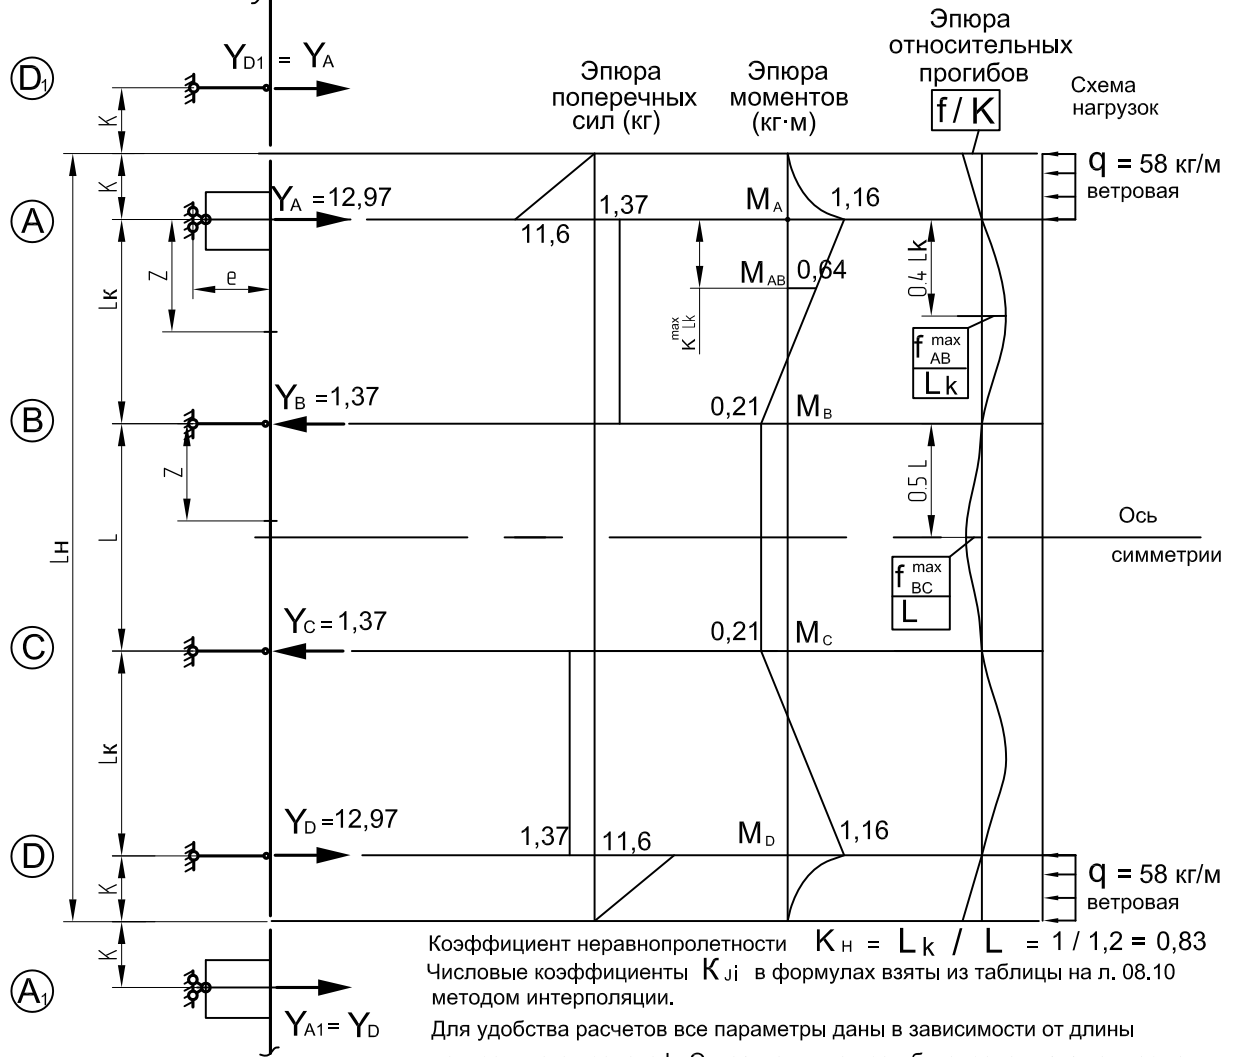 Эпюра
относительных
прогибов
f / K
Эпюра
поперечных
сил (кг)
Эпюра
моментов
(кг·м)
Схема
нагрузок
D1
YD1 = YA
K
K
q = 58 кг/м
ветровая
A
YA =12,97
11,6
1,37
MA
1,16
Z
e
Lк
MAB 0,64
K max Lk
0.4 Lk
f max AB
Lk
B
YB =1,37
0,21 MB
Z
L
0.5 L
Lн
Ось
симметрии
f max BC
L
C
YC =1,37
0,21 MC
Lк
D
YD =12,97
1,37
11,6
MD
1,16
K
q = 58 кг/м
ветровая
K
A1
YA1= YD
Коэффициент неравнопролетности KН = Lk / L = 1 / 1,2 = 0,83
Числовые коэффициенты KJi в формулах взяты из таблицы на л. 08.10
методом интерполяции.
Для удобства расчетов все параметры даны в зависимости от длины